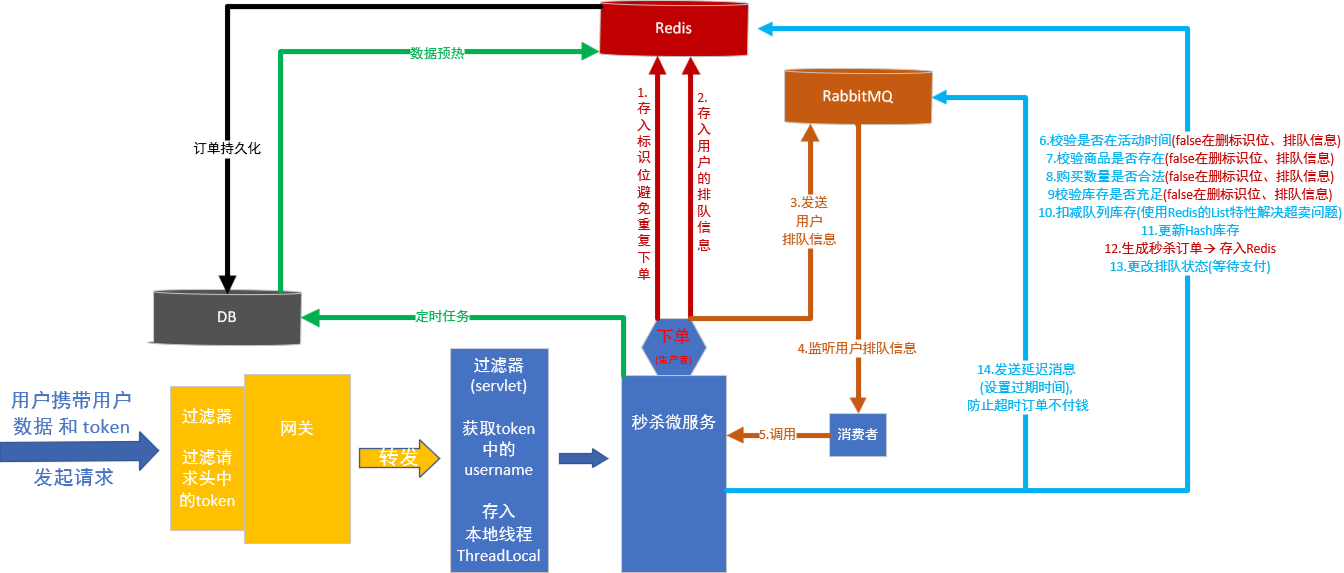 Redis
数据预热
RabbitMQ
1.
存
入
标
识
位
避
免
重
复
下
单
2.
存
入
用
户
的
排
队
信
息
订单持久化
6.校验是否在活动时间(false在删标识位、排队信息)
7.校验商品是否存在(false在删标识位、排队信息)
8.购买数量是否合法(false在删标识位、排队信息)
9校验库存是否充足(false在删标识位、排队信息)
10.扣减队列库存(使用Redis的List特性解决超卖问题)
11.更新Hash库存
12.生成秒杀订单→ 存入Redis
13.更改排队状态(等待支付)
3.发送
用户
排队信息
DB
定时任务
下单
(生产者)
4.监听用户排队信息
14.发送延迟消息
(设置过期时间),
防止超时订单不付钱
用户携带用户
数据 和 token
发起请求
过滤器
过滤请
求头中
的token
网关
转发
过滤器
(servlet)
获取token
中的
username
存入
本地线程
ThreadLocal
秒杀微服务
5.调用
消费者